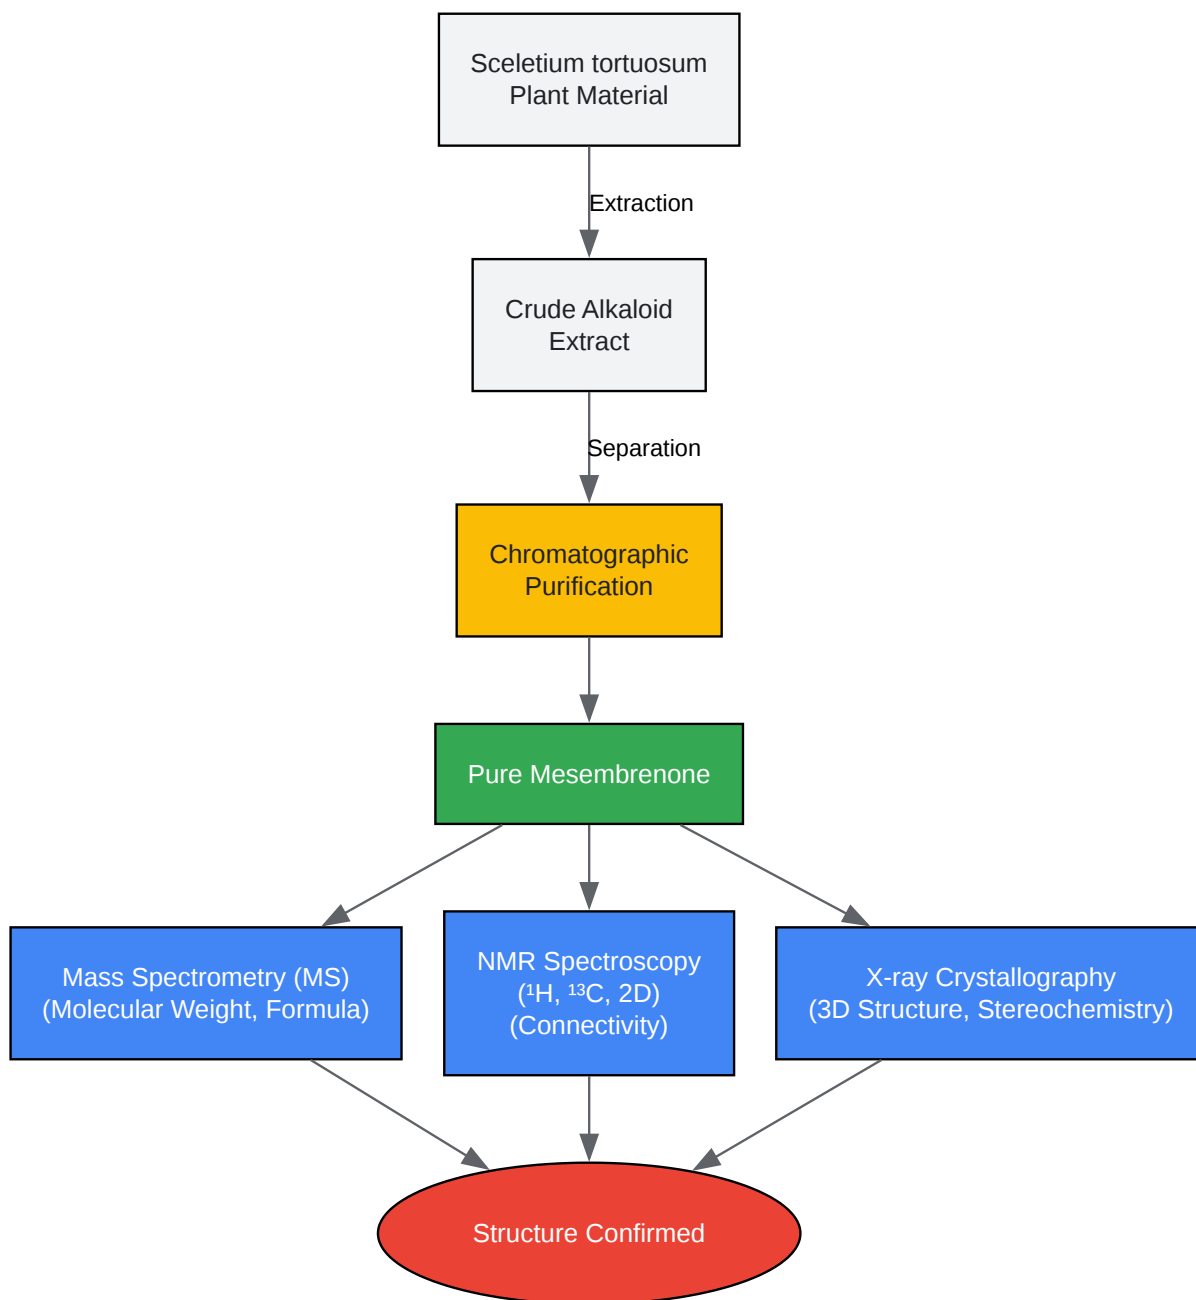 Sceletium tortuosum
Plant Material
Extraction
Crude Alkaloid
Extract
Separation
Chromatographic
Purification
Pure Mesembrenone
Mass Spectrometry (MS)
(Molecular Weight, Formula)
NMR Spectroscopy
(¹H, ¹³C, 2D)
(Connectivity)
X-ray Crystallography
(3D Structure, Stereochemistry)
Structure Confirmed